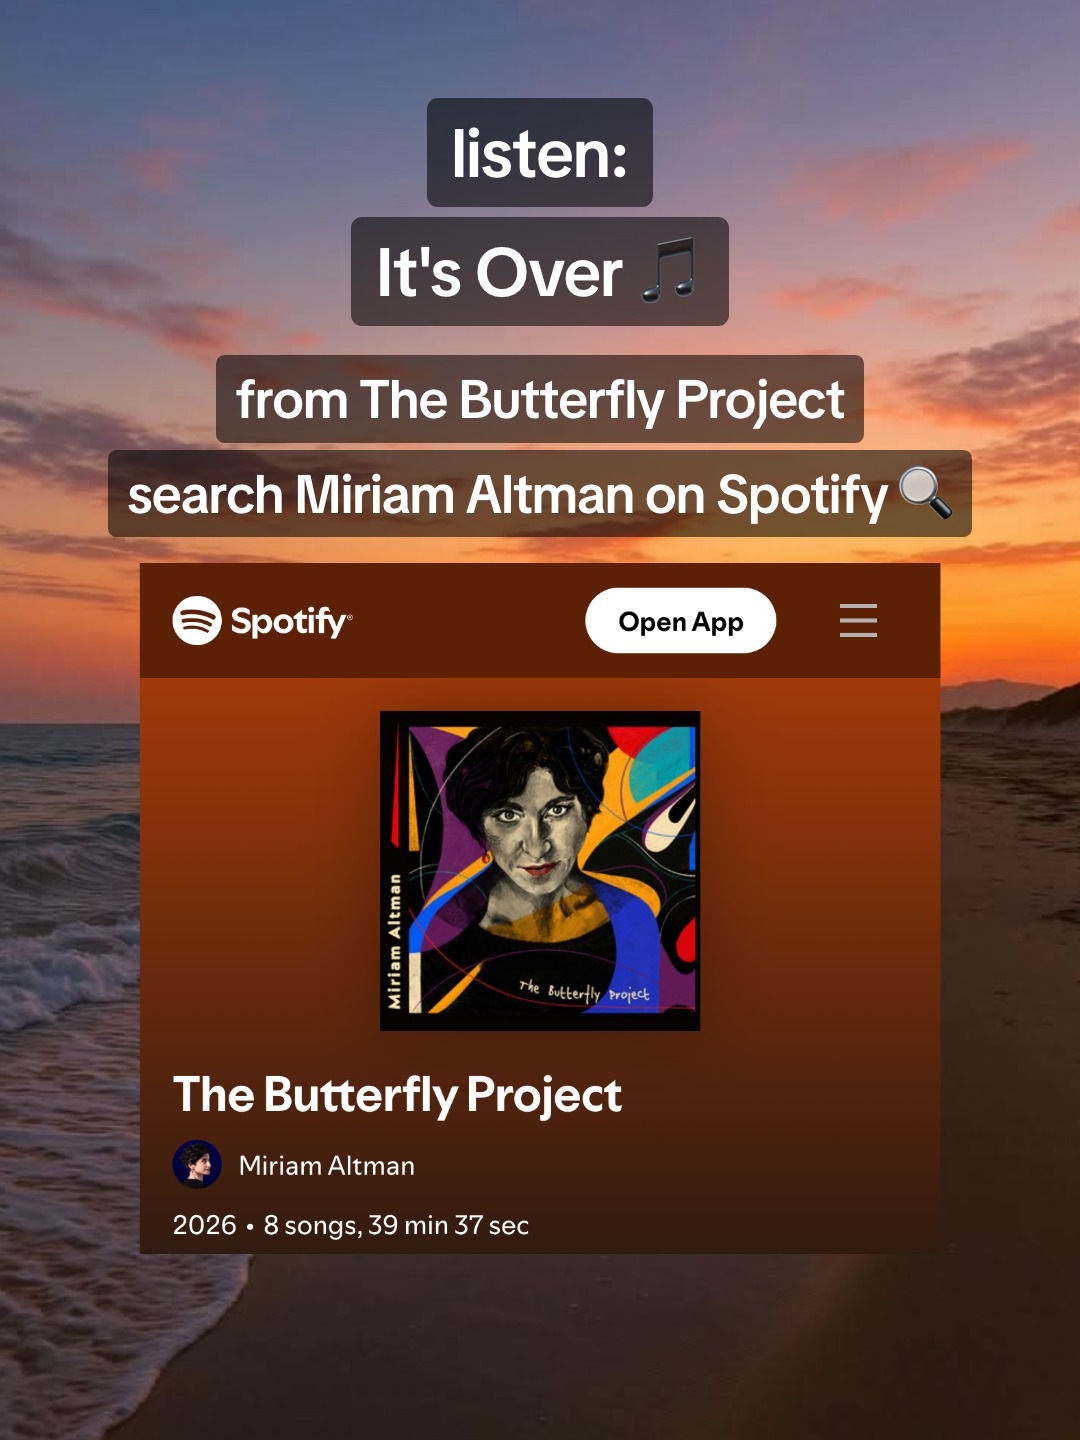 listen:
It's Over 🎵
from The Butterfly Project
search Miriam Altman on Spotify 🔍
Spotify®
Open App
Miriam Altman
The Butterfly Project
The Butterfly Project
Miriam Altman
2026 • 8 songs, 39 min 37 sec